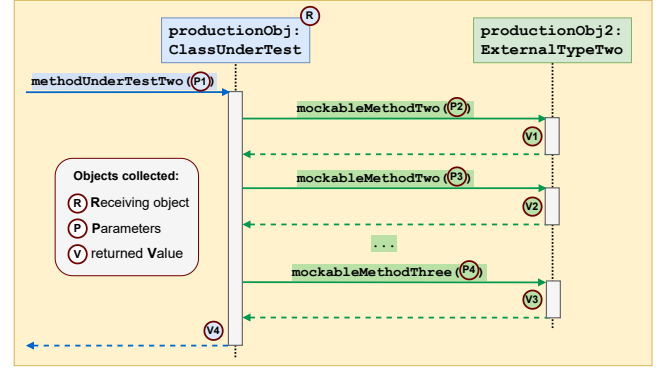 R
productionObj:
ClassUnderTest
productionObj2:
ExternalTypeTwo
methodUnderTestTwo(P1)
mockableMethodTwo(P2)
V1
mockableMethodTwo(P3)
V2
...
mockableMethodThree(P4)
V3
V4
Objects collected:
R Receiving object
P Parameters
V returned Value